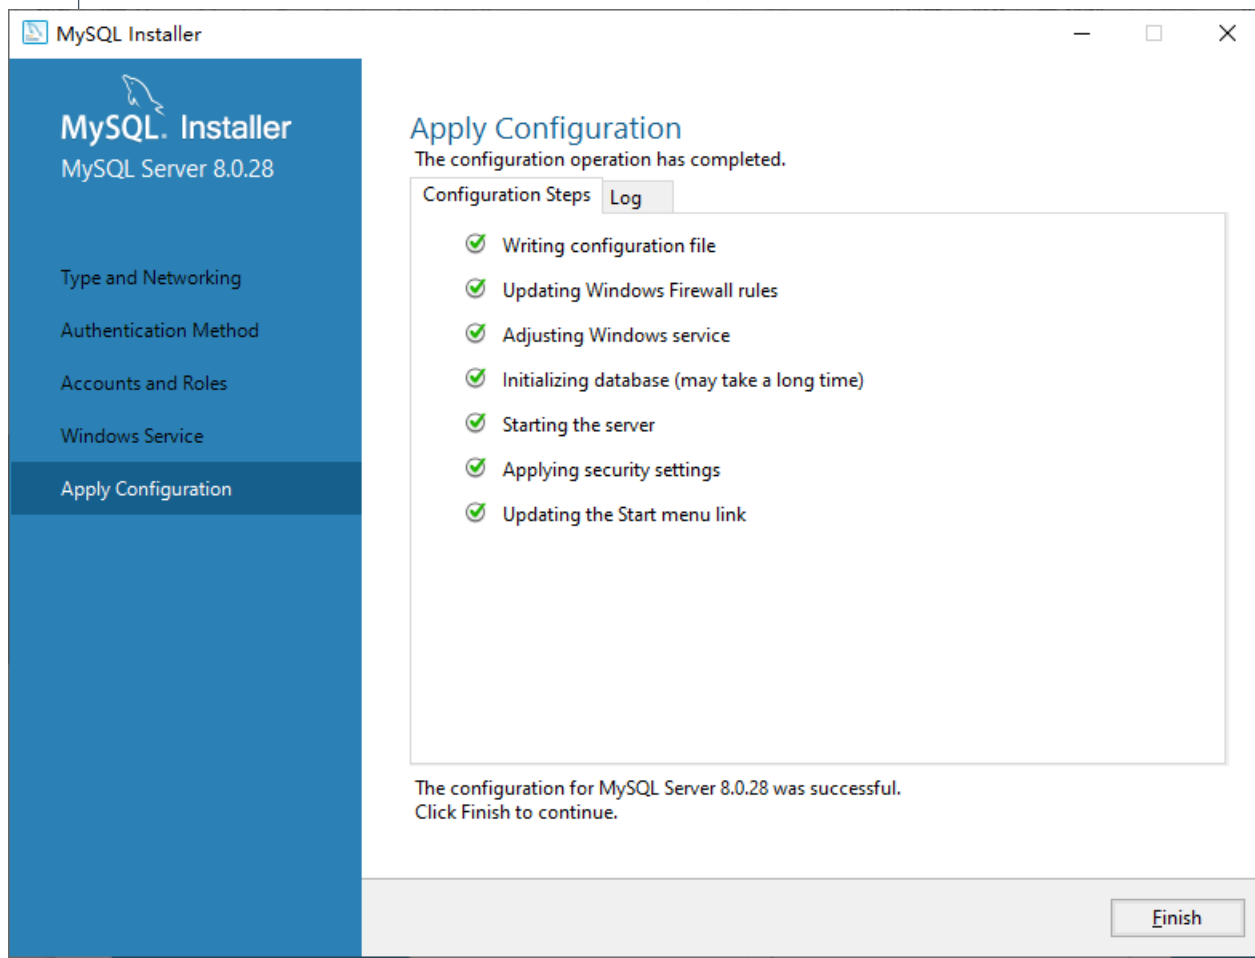 MySQL Installer
MySQL. Installer
MySQL Server 8.0.28
Type and Networking
Authentication Method
Accounts and Roles
Windows Service
Apply Configuration
Apply Configuration
The configuration operation has completed.
Configuration Steps
Log
Writing configuration file
Updating Windows Firewall rules
Adjusting Windows service
Initializing database (may take a long time)
Starting the server
Applying security settings
Updating the Start menu link
The configuration for MySQL Server 8.0.28 was successful.
Click Finish to continue.
Finish